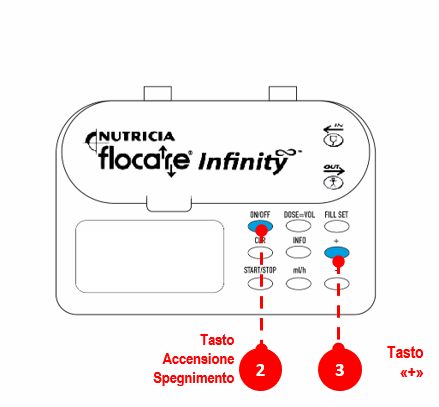 NUTRICIA
flocare® Infinity™
IN
OUT
ON/OFF DOSE=VOL FILL SET
CLR INFO +
START/STOP ml/h -
Tasto
Accensione
Spegnimento
2
3
Tasto
«+»